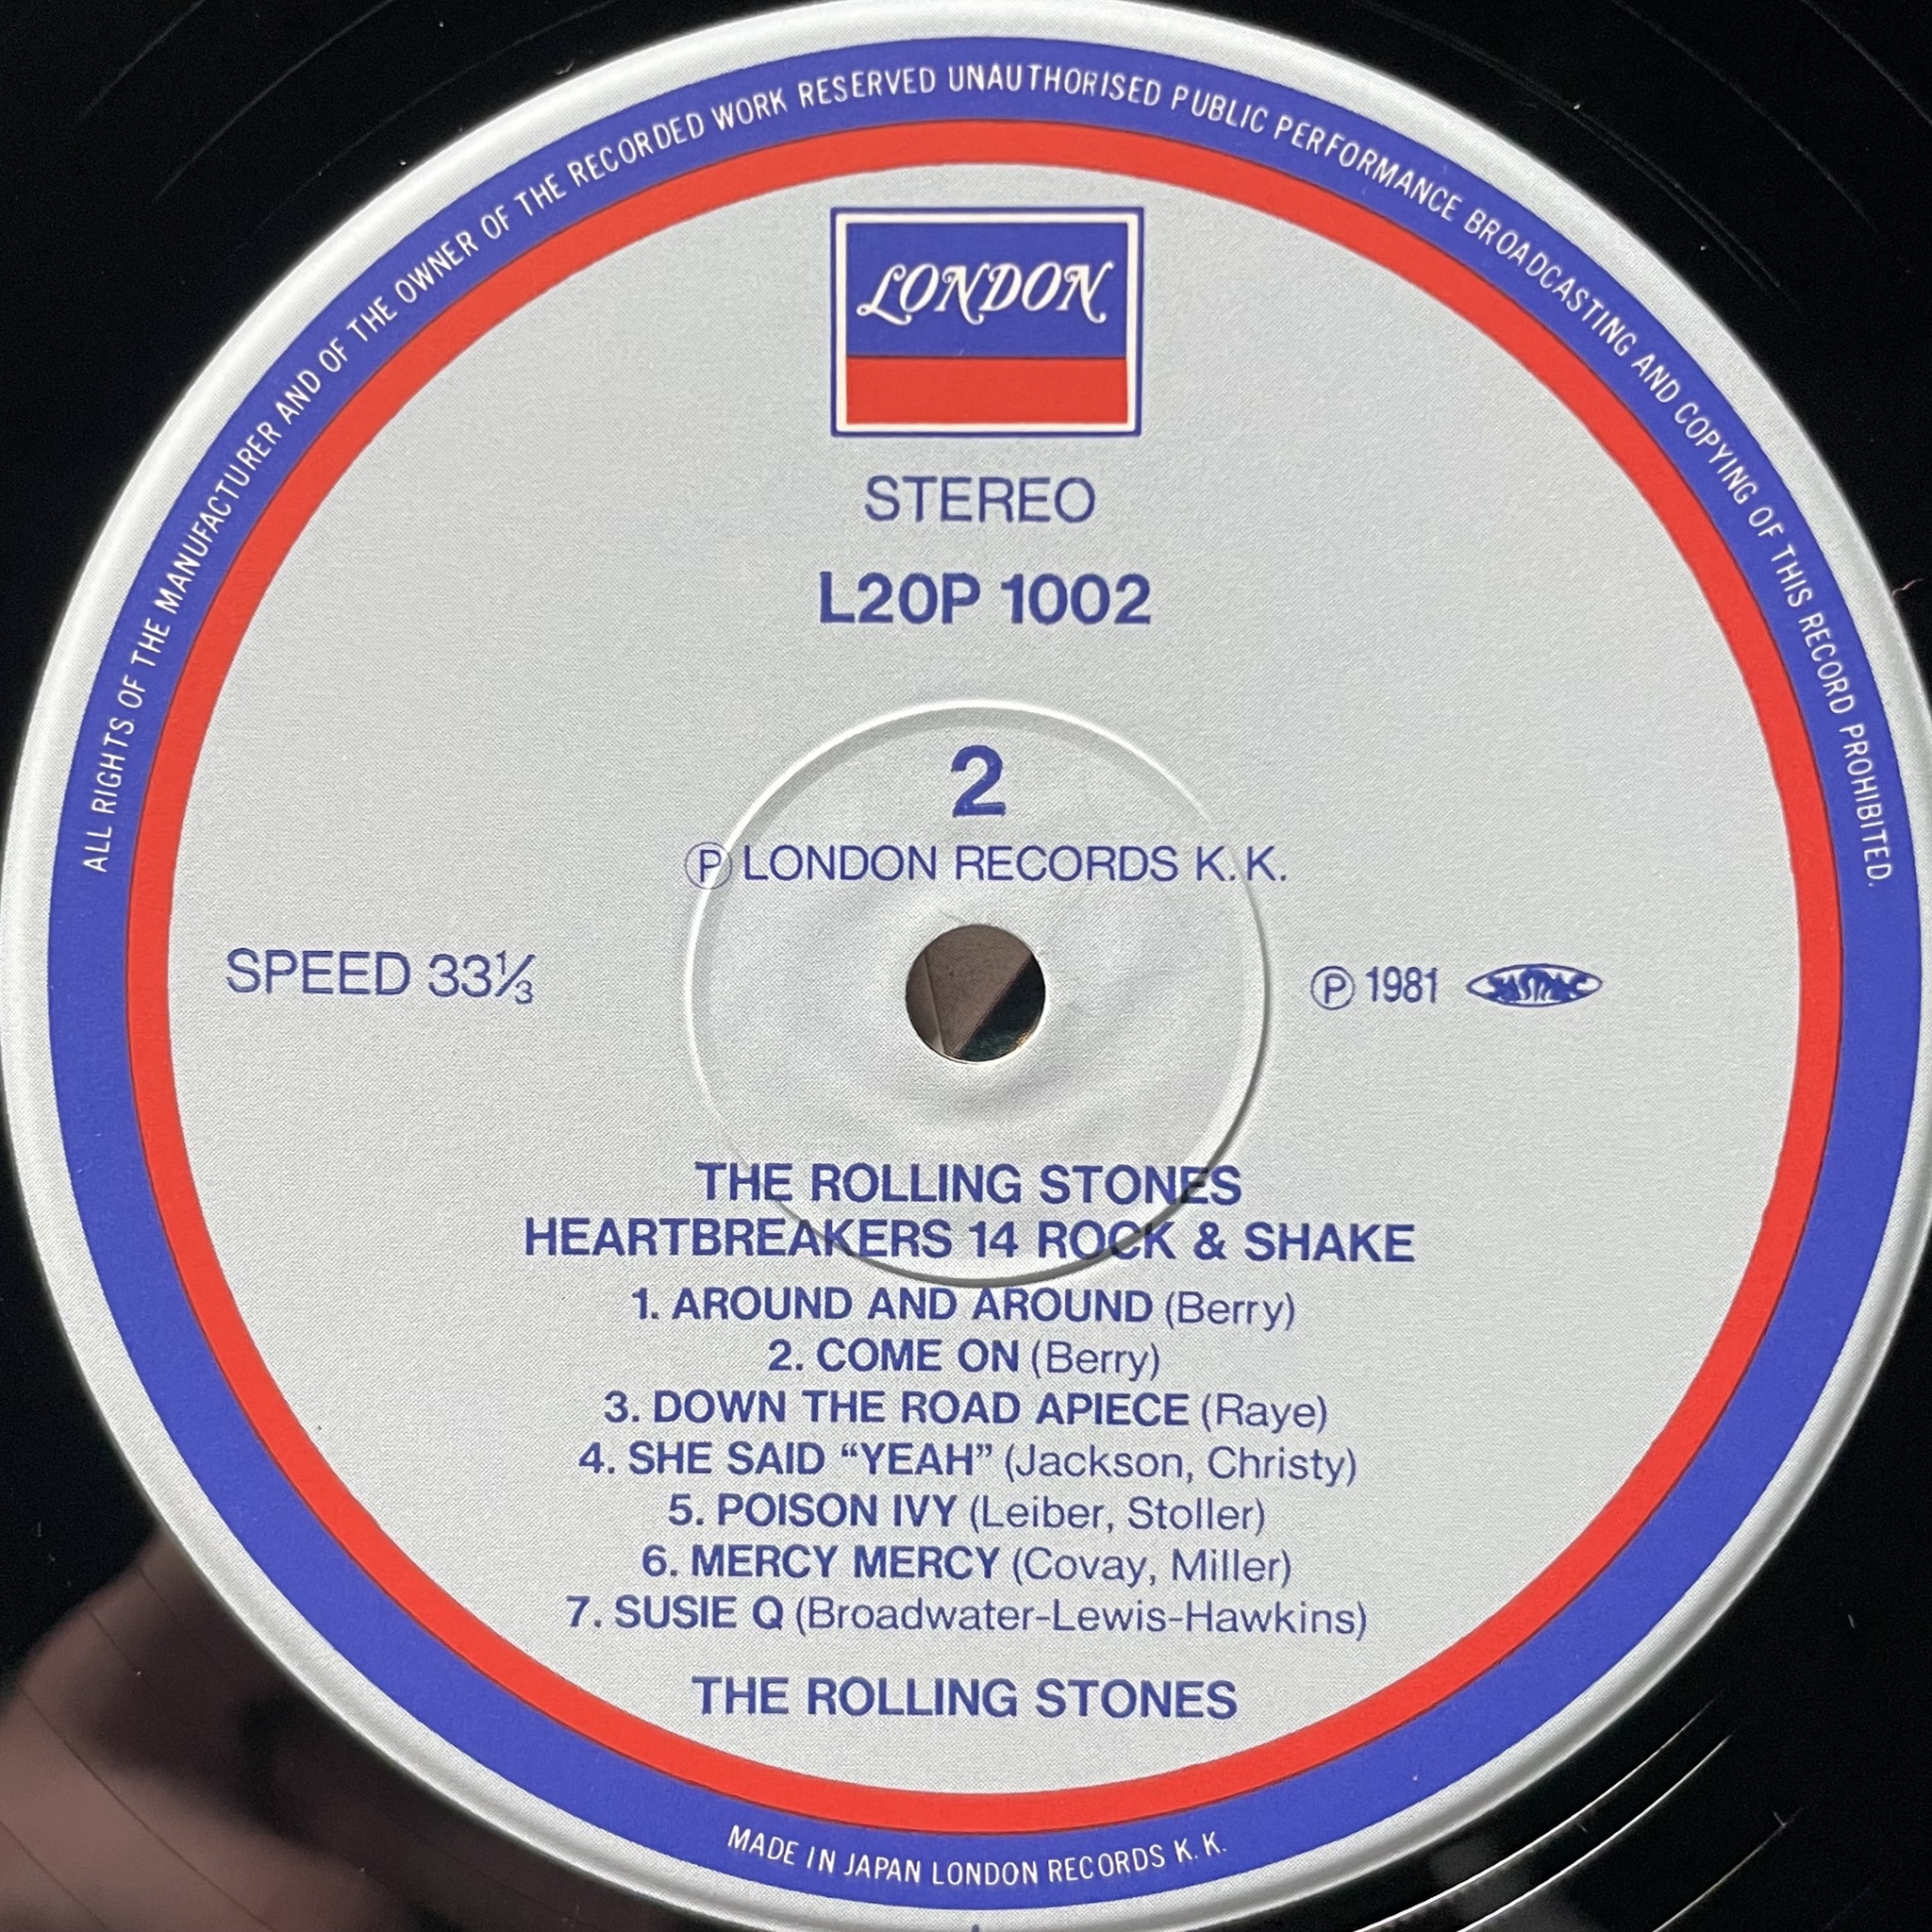 ALL RIGHTS OF THE MANUFACTURER AND OF THE OWNER OF THE RECORDED WORK RESERVED UNAUTHORISED PUBLIC PERFORMANCE BROADCASTING AND COPYING OF THIS RECORD PROHIBITED.
LONDON
STEREO
L20P 1002
2
Ⓟ LONDON RECORDS K.K.
SPEED 33⅓
Ⓟ 1981 JASRAC
THE ROLLING STONES
HEARTBREAKERS 14 ROCK & SHAKE
1. AROUND AND AROUND (Berry)
2. COME ON (Berry)
3. DOWN THE ROAD APIECE (Raye)
4. SHE SAID “YEAH” (Jackson, Christy)
5. POISON IVY (Leiber, Stoller)
6. MERCY MERCY (Covay, Miller)
7. SUSIE Q (Broadwater-Lewis-Hawkins)
THE ROLLING STONES
MADE IN JAPAN LONDON RECORDS K.K.